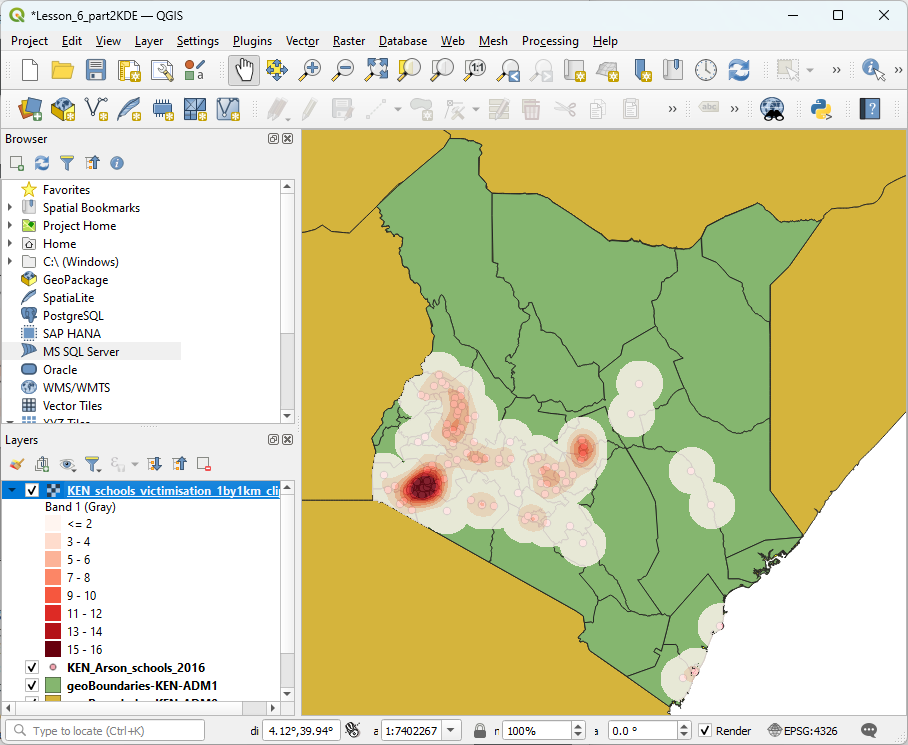 *Lesson_6_part2KDE — QGIS
Project Edit View Layer Settings Plugins Vector Raster Database Web Mesh Processing Help
1:1
a
abc
Browser
Favorites
Spatial Bookmarks
Project Home
Home
C:\ (Windows)
GeoPackage
SpatiaLite
PostgreSQL
SAP HANA
MS SQL Server
Oracle
WMS/WMTS
Vector Tiles
XYZ Tiles
Layers
KEN_schools_victimisation_1by1km_cli
Band 1 (Gray)
<= 2
3 - 4
5 - 6
7 - 8
9 - 10
11 - 12
13 - 14
15 - 16
KEN_Arson_schools_2016
geoBoundaries-KEN-ADM1
Type to locate (Ctrl+K) di 4.12°,39.94° a 1:7402267 n 100% a 0.0 ° Render EPSG:4326